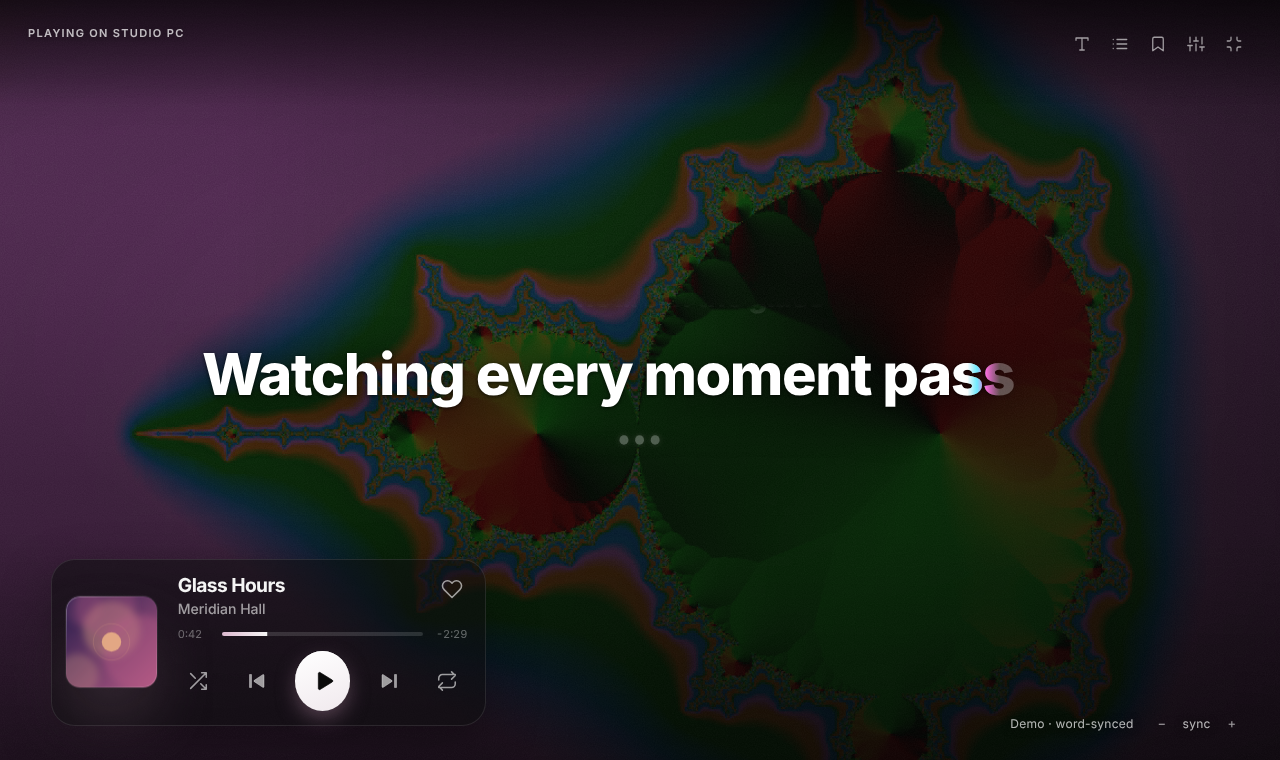 PLAYING ON STUDIO PC
Watching every moment pass
Glass Hours
Meridian Hall
0:42
-2:29
Demo · word-synced − sync +